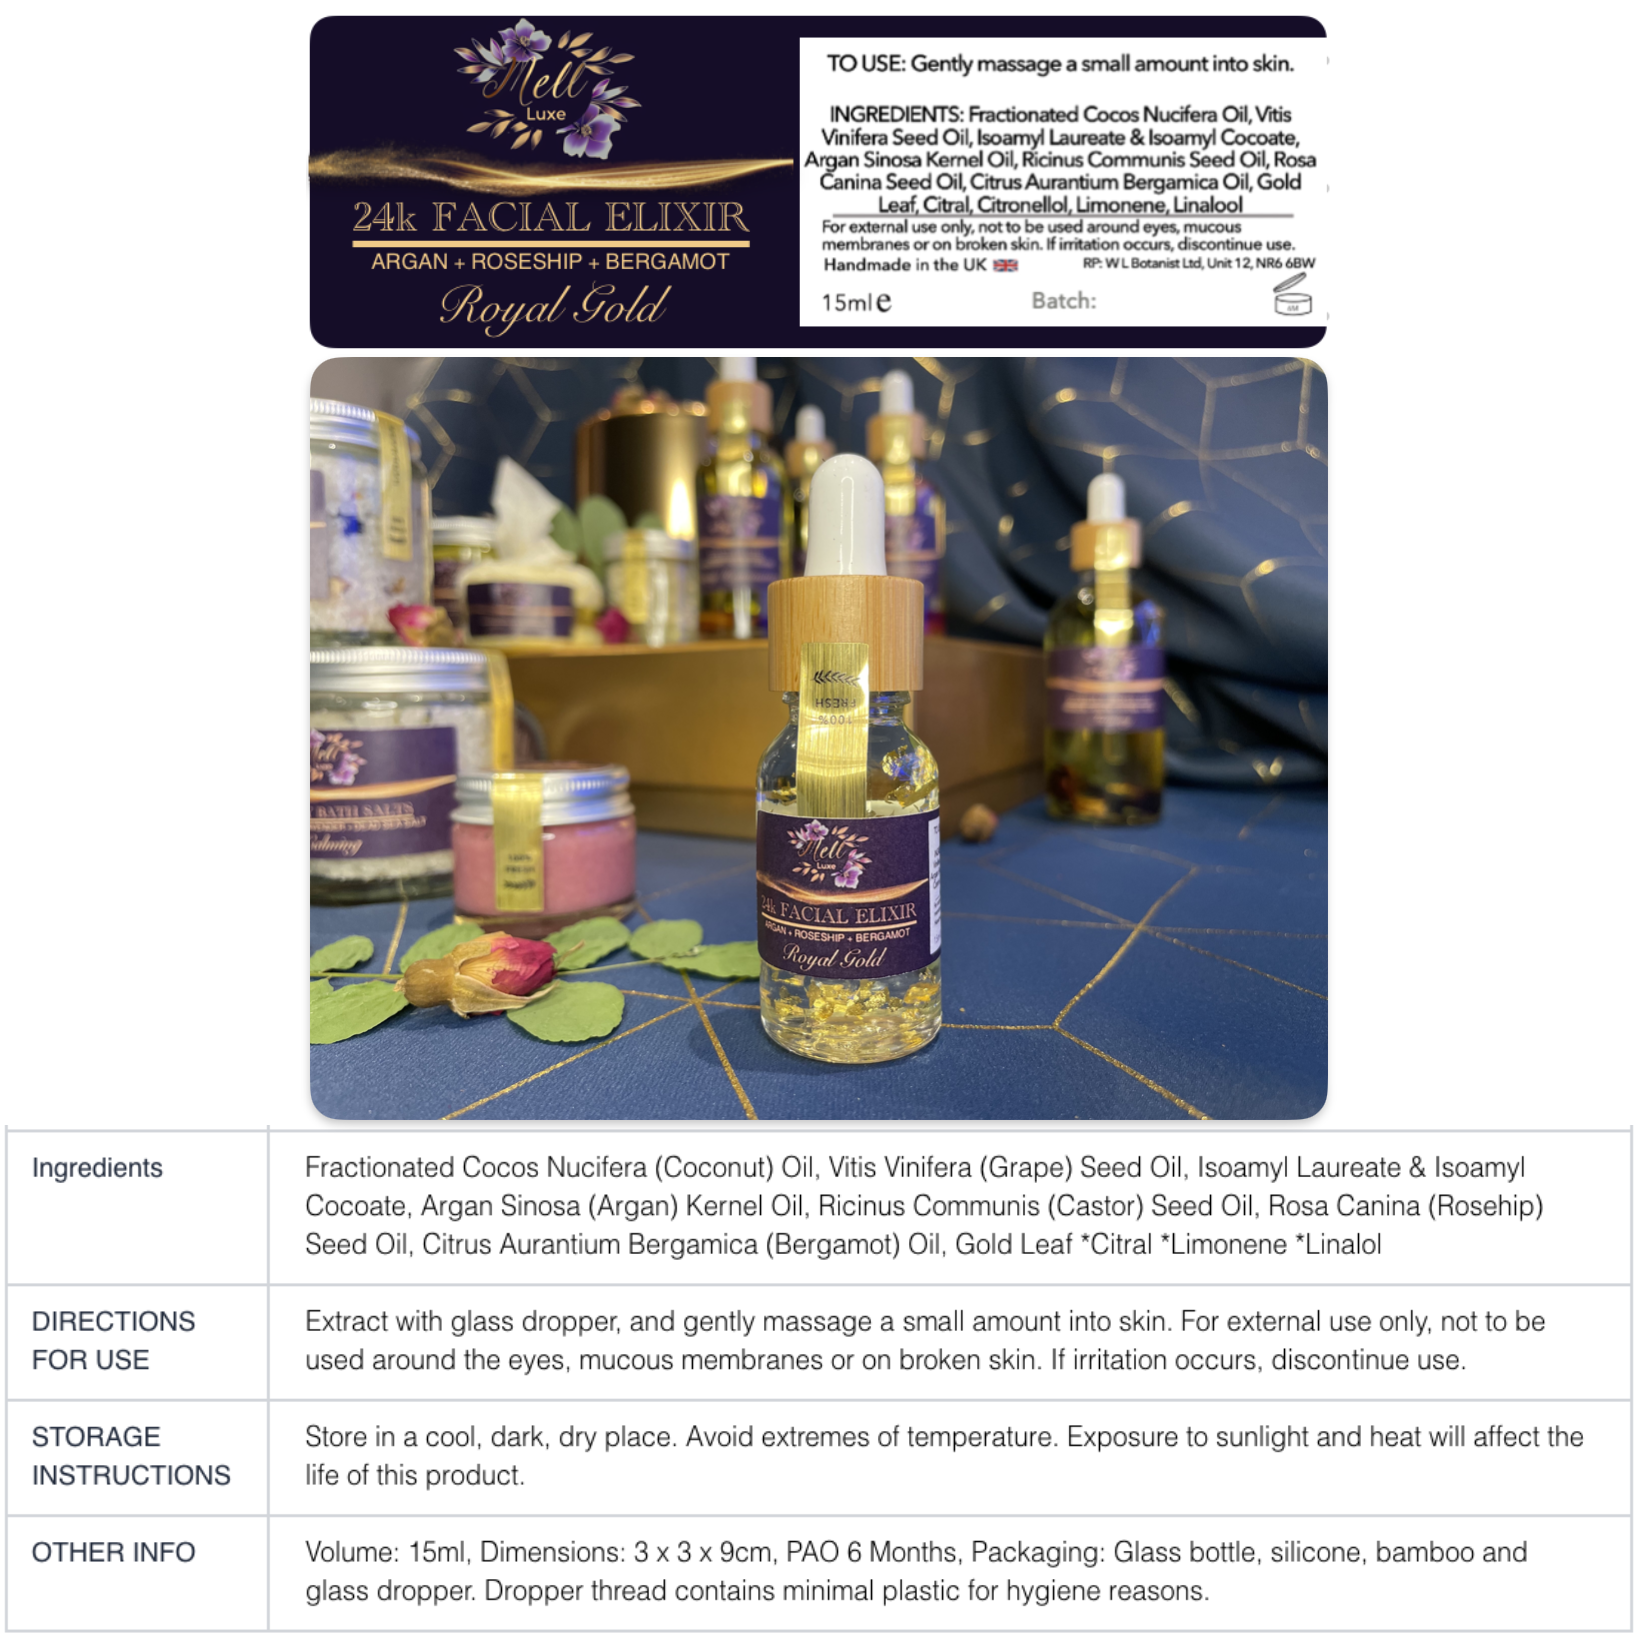 Mell
Luxe
24k FACIAL ELIXIR
ARGAN + ROSESHIP + BERGAMOT
Royal Gold
TO USE: Gently massage a small amount into skin.
INGREDIENTS: Fractionated Cocos Nucifera Oil, Vitis
Vinifera Seed Oil, Isoamyl Laureate & Isoamyl Cocoate,
Argan Sinosa Kernel Oil, Ricinus Communis Seed Oil, Rosa
Canina Seed Oil, Citrus Aurantium Bergamica Oil, Gold
Leaf, Citral, Citronellol, Limonene, Linalool
For external use only, not to be used around eyes, mucous
membranes or on broken skin. If irritation occurs, discontinue use.
Handmade in the UK RP: W L Botanist Ltd, Unit 12, NR6 6BW
15ml e Batch:
6M
FRESH
100%
Mell
Luxe
24k FACIAL ELIXIR
ARGAN + ROSESHIP + BERGAMOT
Royal Gold
Mell
BATH SALTS
Calming
100%
FRESH
Ingredients
Fractionated Cocos Nucifera (Coconut) Oil, Vitis Vinifera (Grape) Seed Oil, Isoamyl Laureate & Isoamyl
Cocoate, Argan Sinosa (Argan) Kernel Oil, Ricinus Communis (Castor) Seed Oil, Rosa Canina (Rosehip)
Seed Oil, Citrus Aurantium Bergamica (Bergamot) Oil, Gold Leaf *Citral *Limonene *Linalol
DIRECTIONS
FOR USE
Extract with glass dropper, and gently massage a small amount into skin. For external use only, not to be
used around the eyes, mucous membranes or on broken skin. If irritation occurs, discontinue use.
STORAGE
INSTRUCTIONS
Store in a cool, dark, dry place. Avoid extremes of temperature. Exposure to sunlight and heat will affect the
life of this product.
OTHER INFO
Volume: 15ml, Dimensions: 3 x 3 x 9cm, PAO 6 Months, Packaging: Glass bottle, silicone, bamboo and
glass dropper. Dropper thread contains minimal plastic for hygiene reasons.